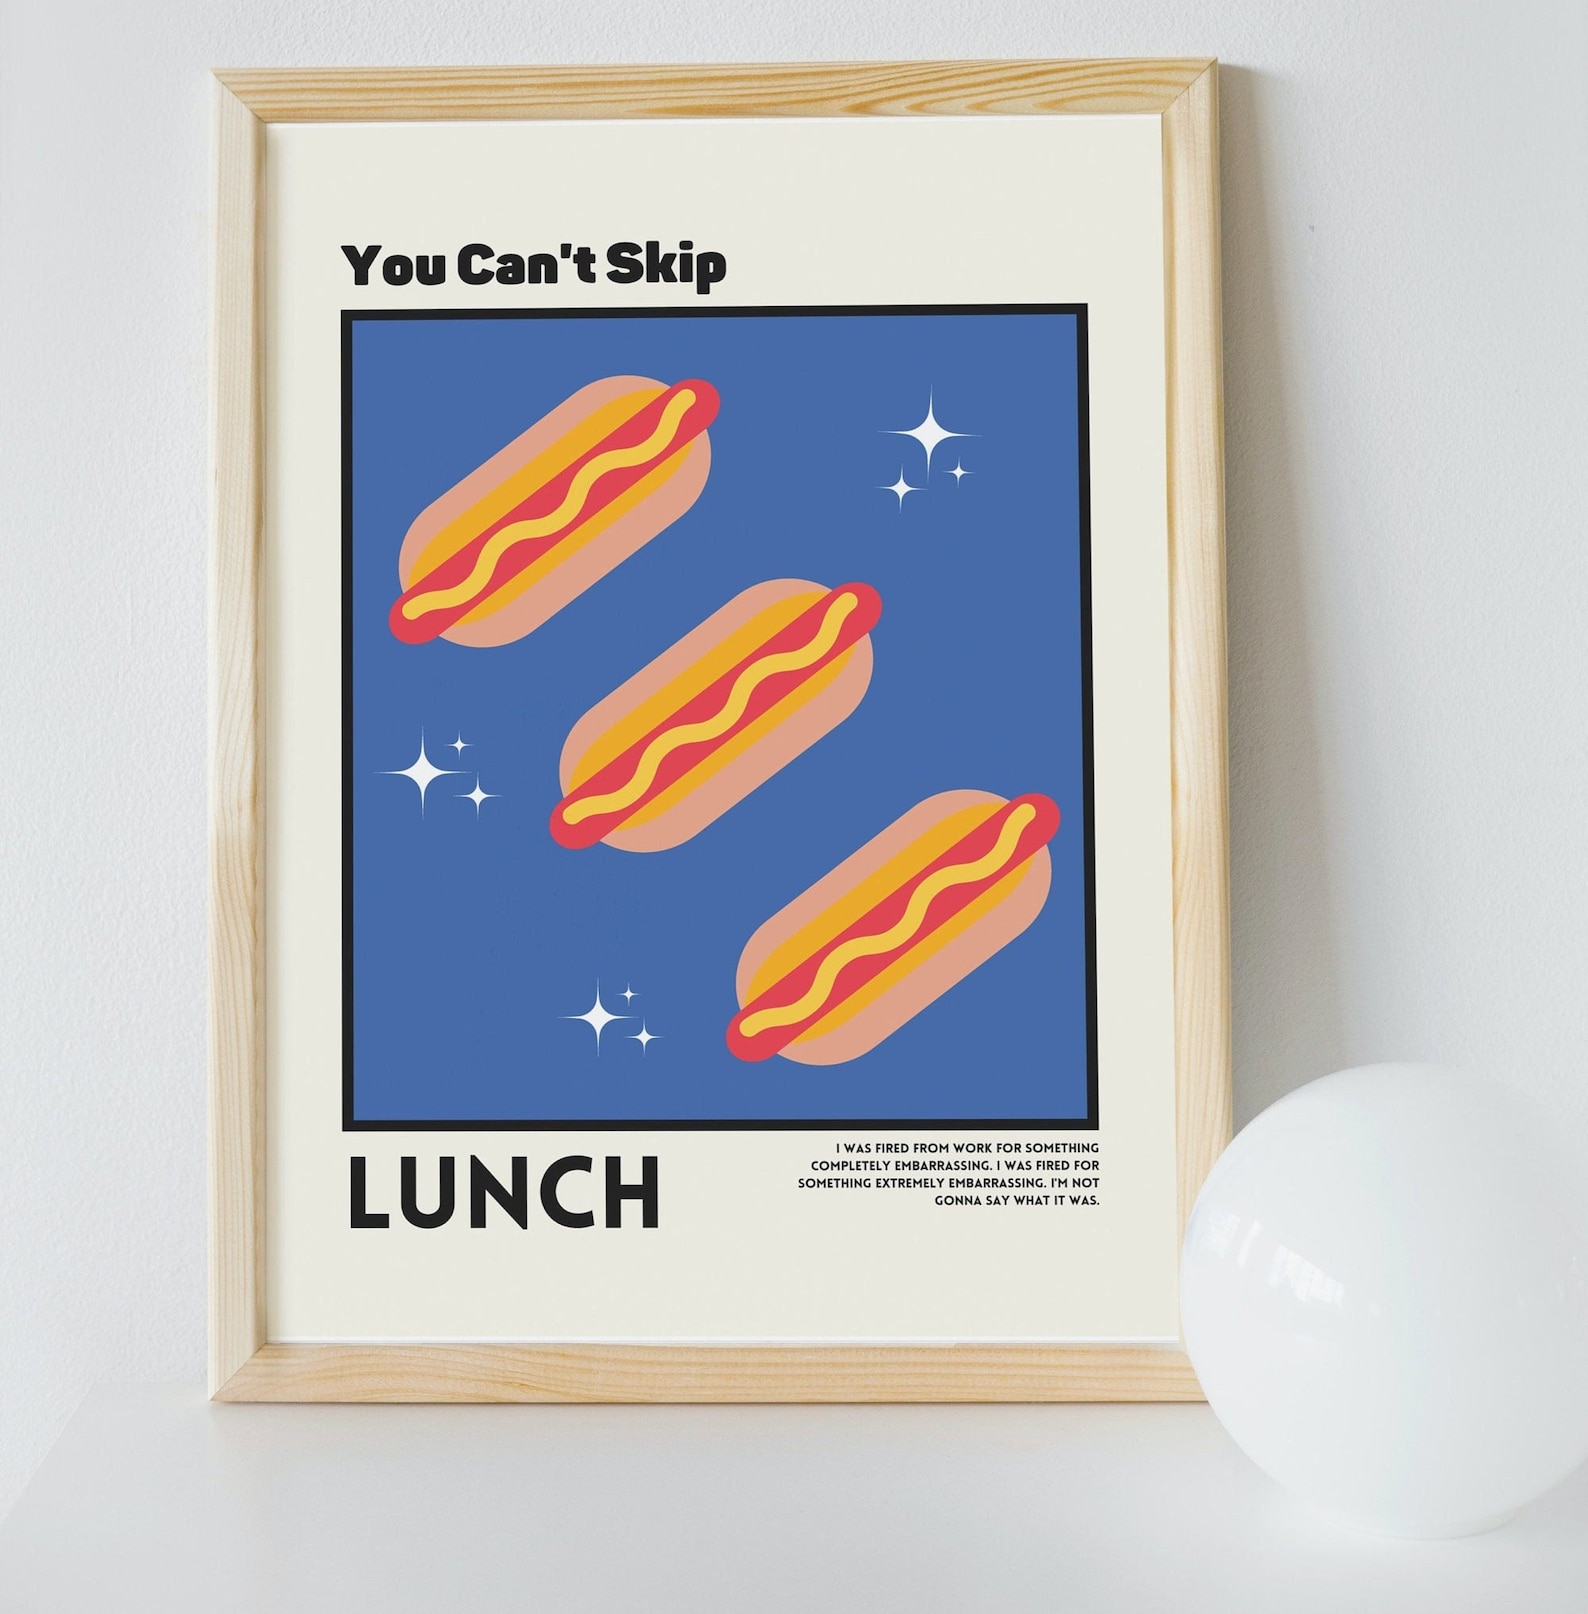 You Can't Skip
LUNCH
I WAS FIRED FROM WORK FOR SOMETHING
COMPLETELY EMBARRASSING. I WAS FIRED FOR
SOMETHING EXTREMELY EMBARRASSING. I'M NOT
GONNA SAY WHAT IT WAS.